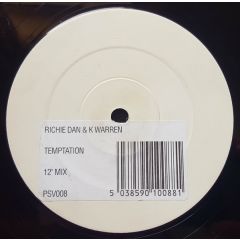 RICHIE DAN & K WARREN
TEMPTATION
12' MIX
PSV008
5 038590 100881